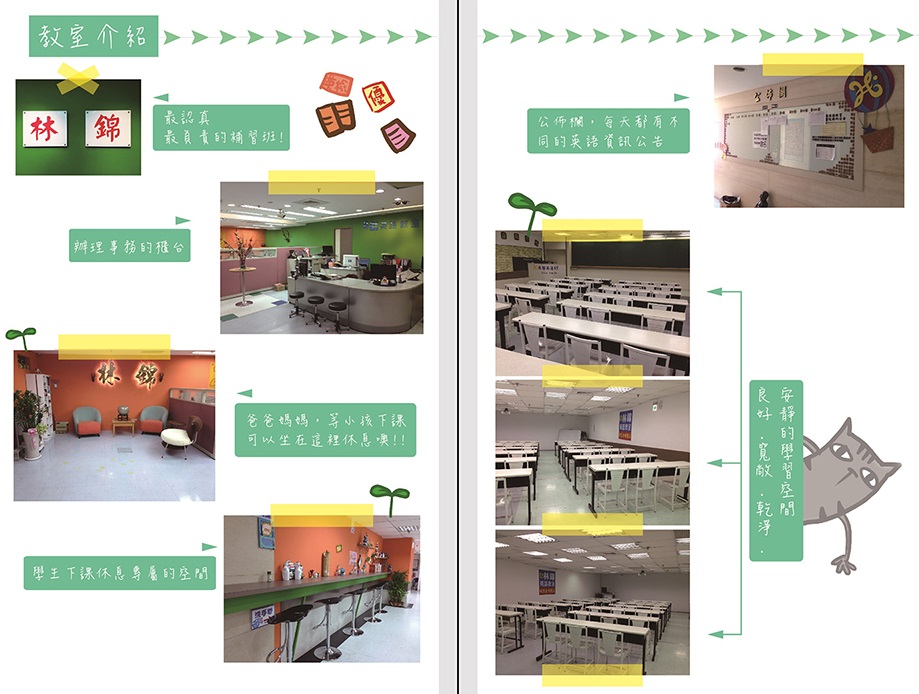 教室介紹
林 錦
最認真
最負責的補習班!
優
辦理事務的櫃台
林 錦
爸爸媽媽,等小孩下課
可以坐在這裡休息噢!!
學生下課休息專屬的空間
公佈欄,每天都有不
同的英語資訊公告
安靜的學習空間
良好.寬敞.乾淨.